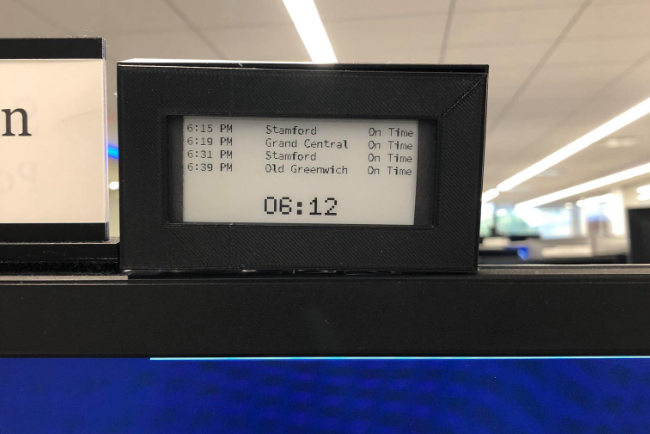 n
6:15 PM Stamford On Time
6:19 PM Grand Central On Time
6:31 PM Stamford On Time
6:39 PM Old Greenwich On Time
06:12